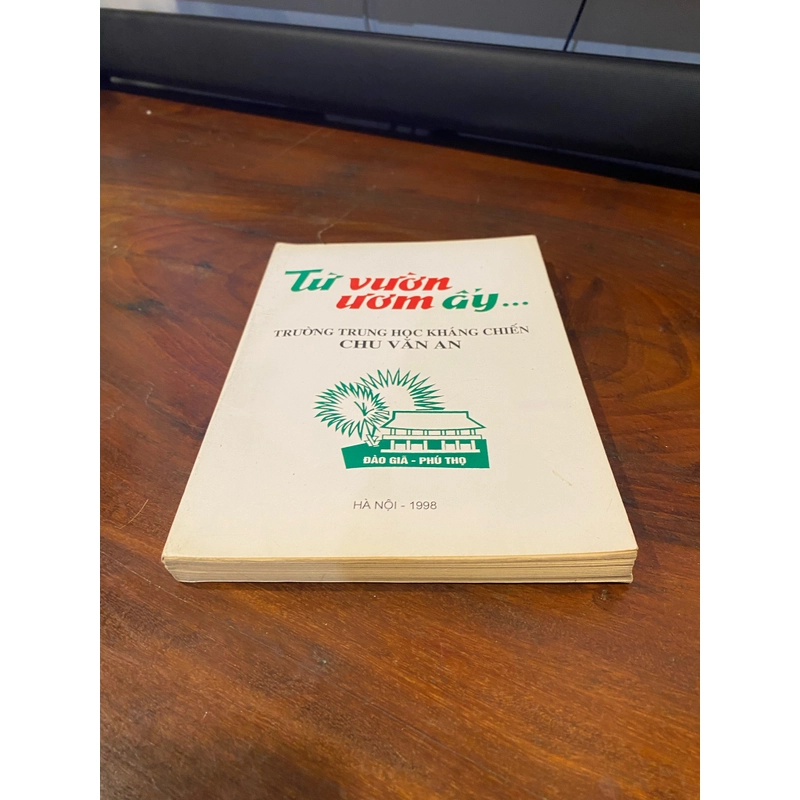 Từ vườn
ươm ấy...
TRƯỜNG TRUNG HỌC KHÁNG CHIẾN
CHU VĂN AN
ĐÀO GIÃ - PHÚ THỌ
HÀ NỘI - 1998